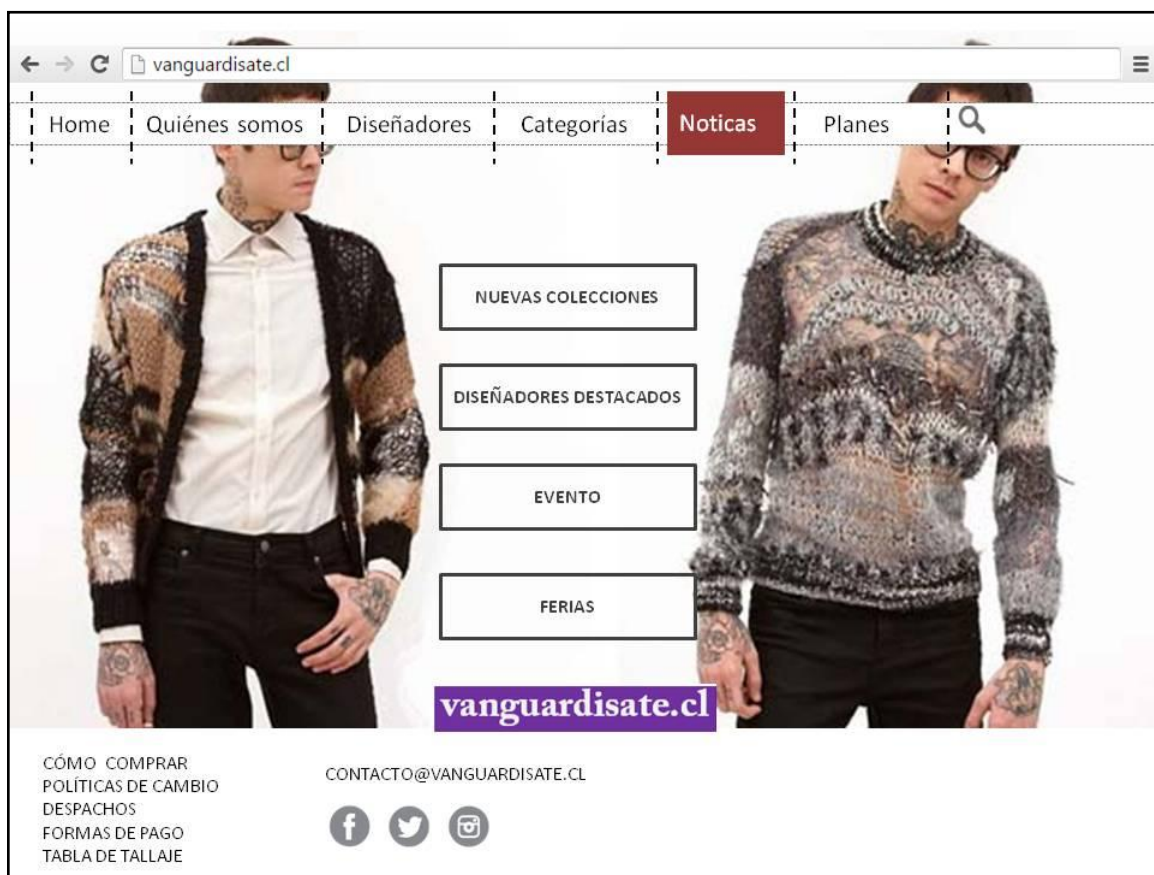 vanguardisate.cl
Home Quiénes somos Diseñadores Categorías Noticas Planes
NUEVAS COLECCIONES
DISEÑADORES DESTACADOS
EVENTO
FERIAS
vanguardisate.cl
CÓMO COMPRAR
POLÍTICAS DE CAMBIO
DESPACHOS
FORMAS DE PAGO
TABLA DE TALLAJE
CONTACTO@VANGUARDISATE.CL